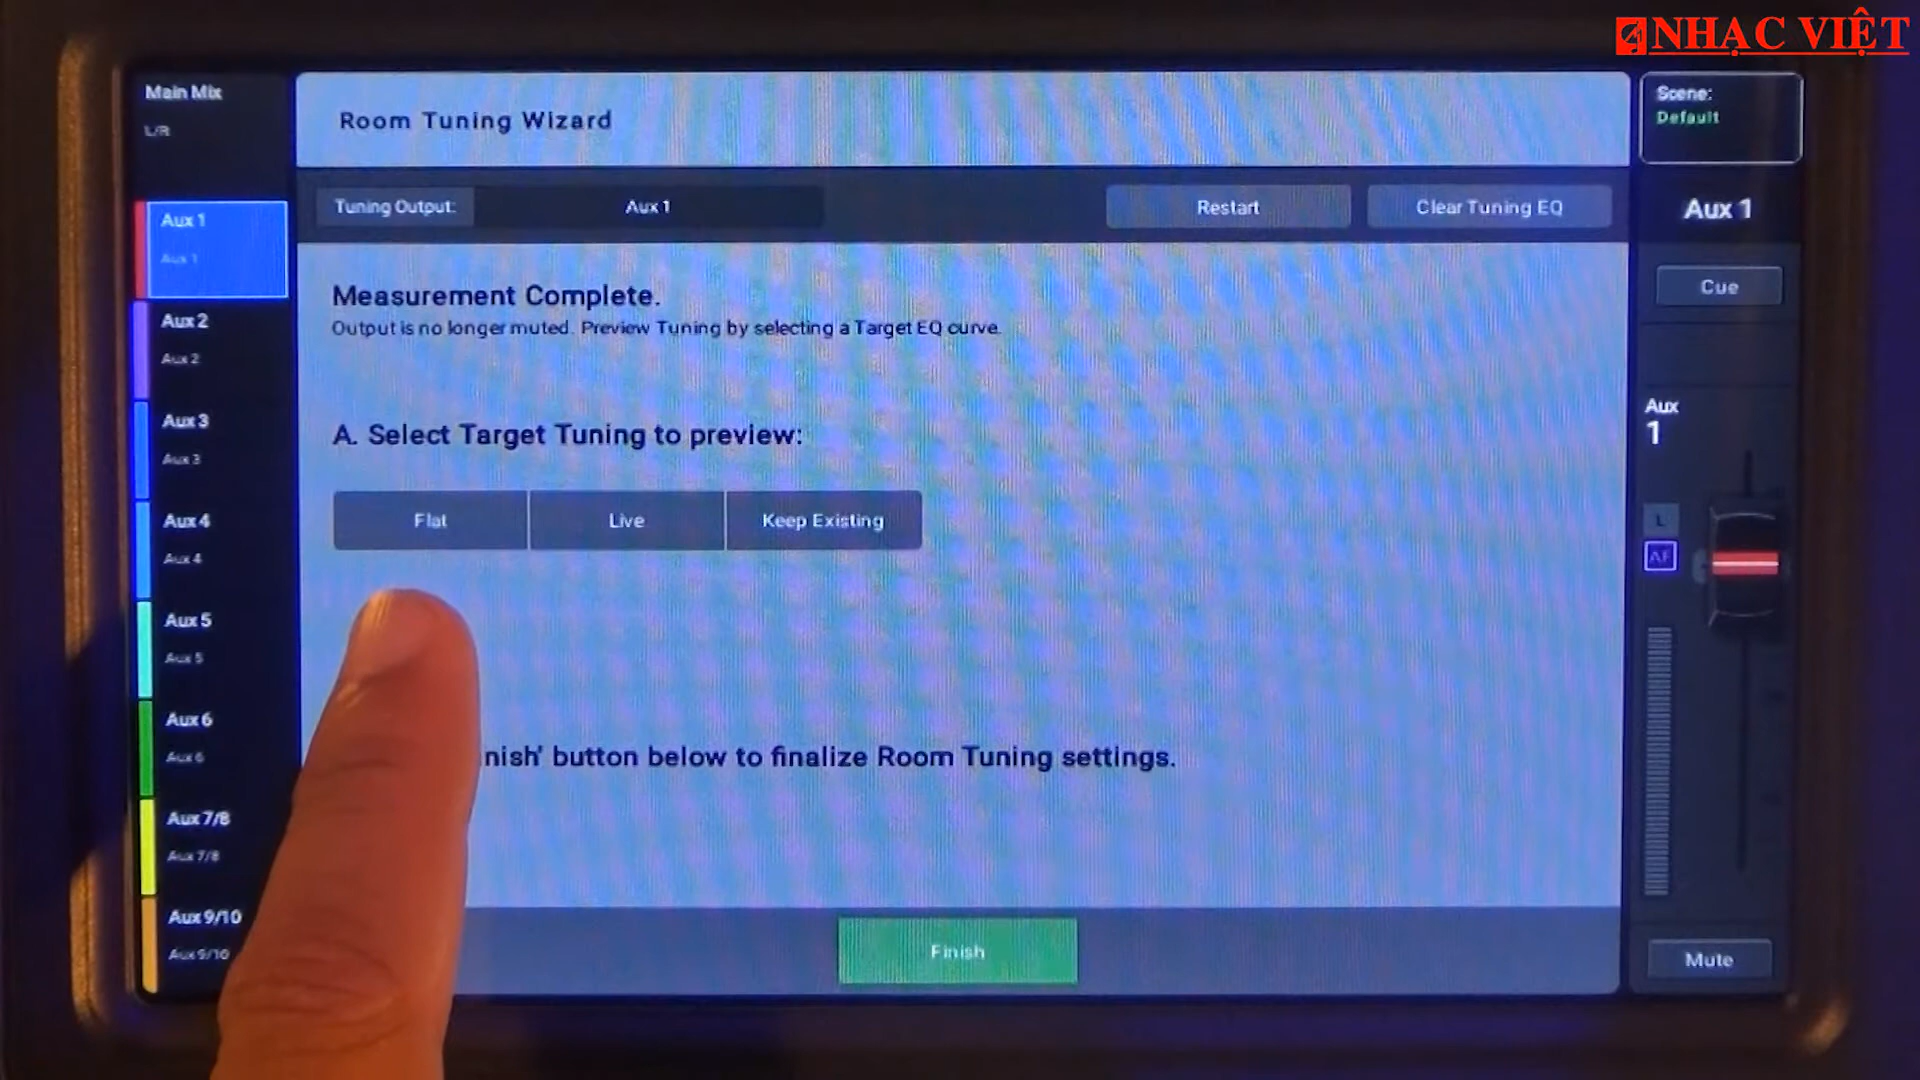 NHẠC VIỆT
Main Mix
L/R
Room Tuning Wizard
Scene:
Default
Tuning Output:
Aux 1
Restart
Clear Tuning EQ
Aux 1
Aux 1
Aux 1
Cue
Measurement Complete.
Output is no longer muted. Preview Tuning by selecting a Target EQ curve.
Aux 2
Aux 2
Aux 3
Aux 3
A. Select Target Tuning to preview:
Aux
1
Aux 4
Aux 4
Flat
Live
Keep Existing
L
AF
Aux 5
Aux 5
Aux 6
Aux 6
nish' button below to finalize Room Tuning settings.
Aux 7/8
Aux 7/8
Aux 9/10
Aux 9/10
Finish
Mute